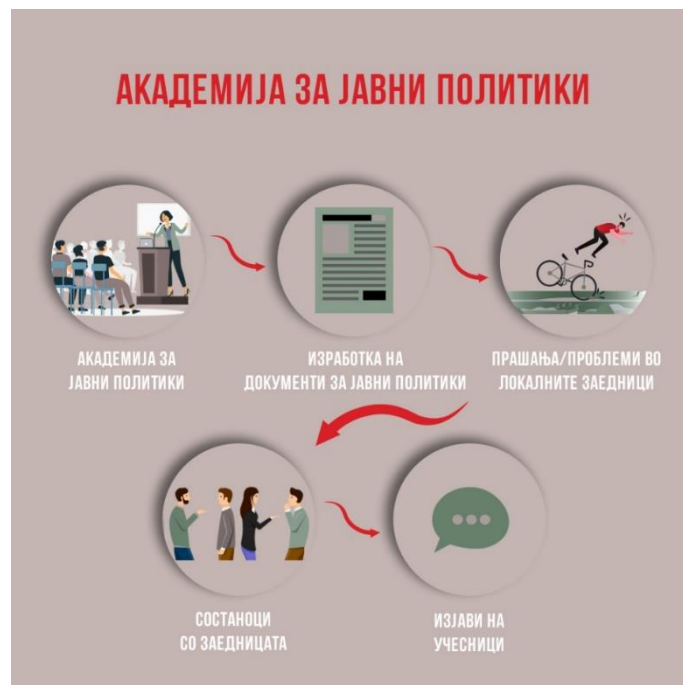 АКАДЕМИЈА ЗА ЈАВНИ ПОЛИТИКИ
АКАДЕМИЈА ЗА
ЈАВНИ ПОЛИТИКИ
ИЗРАБОТКА НА
ДОКУМЕНТИ ЗА ЈАВНИ ПОЛИТИКИ
ПРАШАЊА/ПРОБЛЕМИ ВО
ЛОКАЛНИТЕ ЗАЕДНИЦИ
СОСТАНОЦИ
СО ЗАЕДНИЦАТА
ИЗЈАВИ НА
УЧЕСНИЦИ